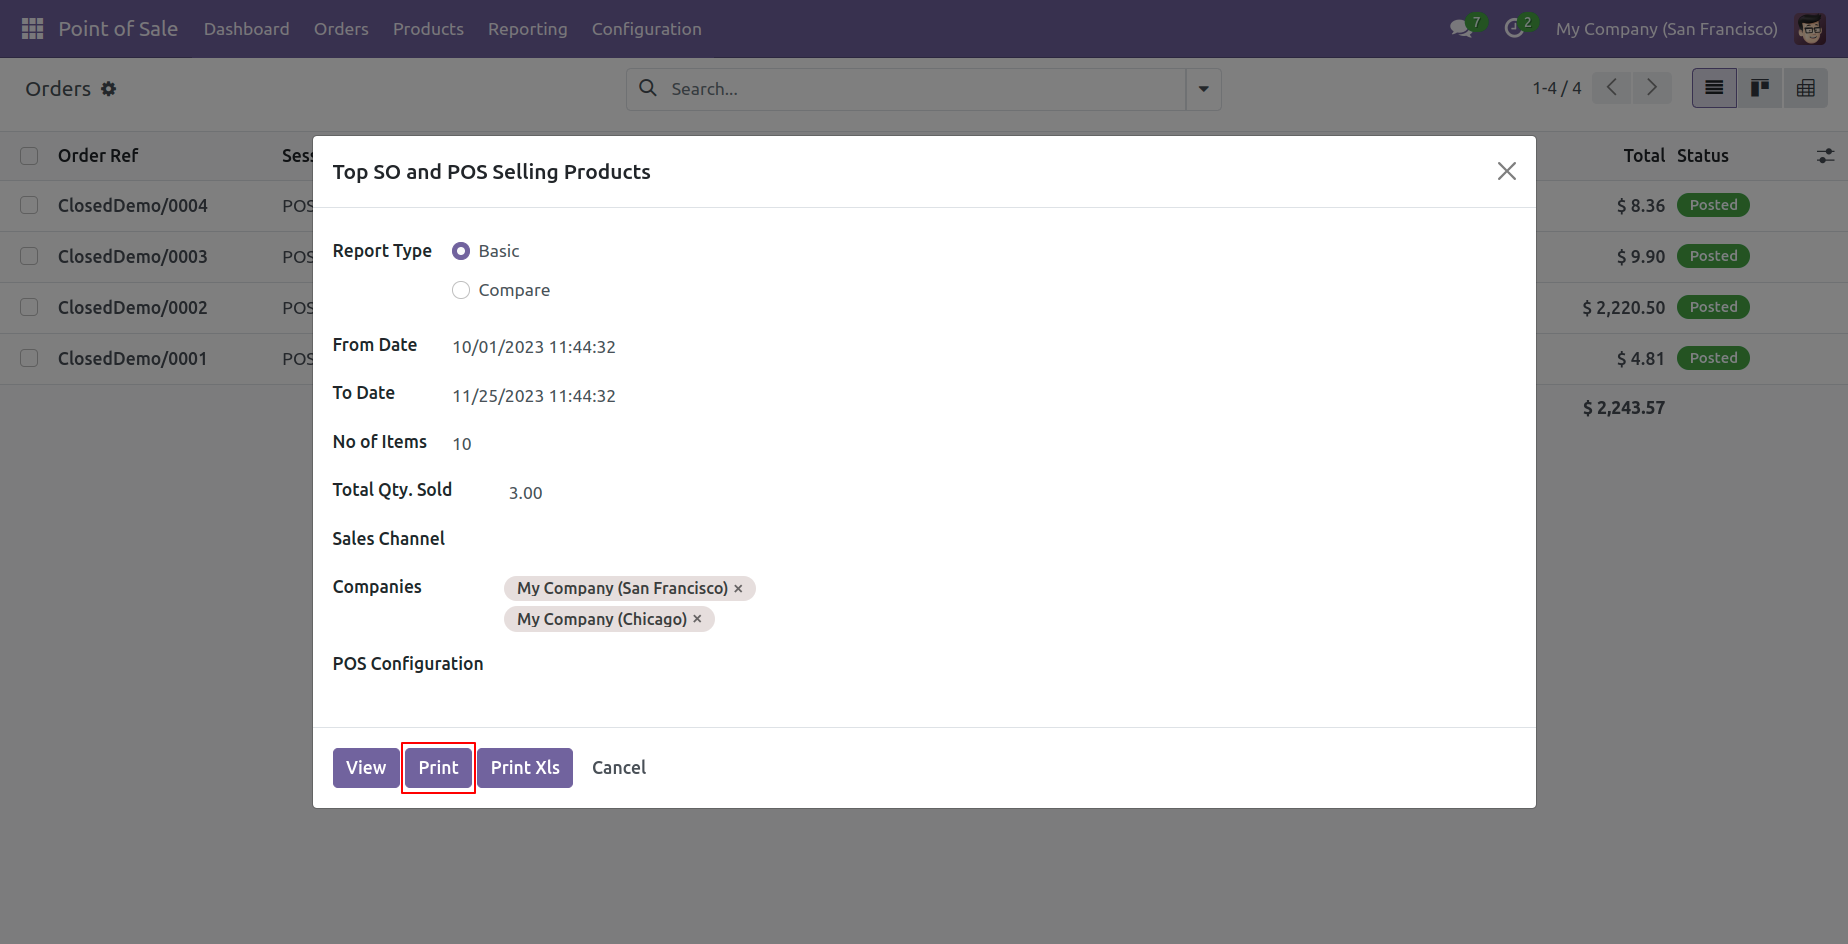 Point of Sale Dashboard Orders Products Reporting Configuration 7 2 My Company (San Francisco)
Orders Search... 1-4 / 4
Order Ref Sess Total Status
ClosedDemo/0004 POS $ 8.36 Posted
ClosedDemo/0003 POS $ 9.90 Posted
ClosedDemo/0002 POS $ 2,220.50 Posted
ClosedDemo/0001 POS $ 4.81 Posted
$ 2,243.57
Top SO and POS Selling Products
Report Type Basic
Compare
From Date 10/01/2023 11:44:32
To Date 11/25/2023 11:44:32
No of Items 10
Total Qty. Sold 3.00
Sales Channel
Companies My Company (San Francisco) ×
My Company (Chicago) ×
POS Configuration
View Print Print Xls Cancel